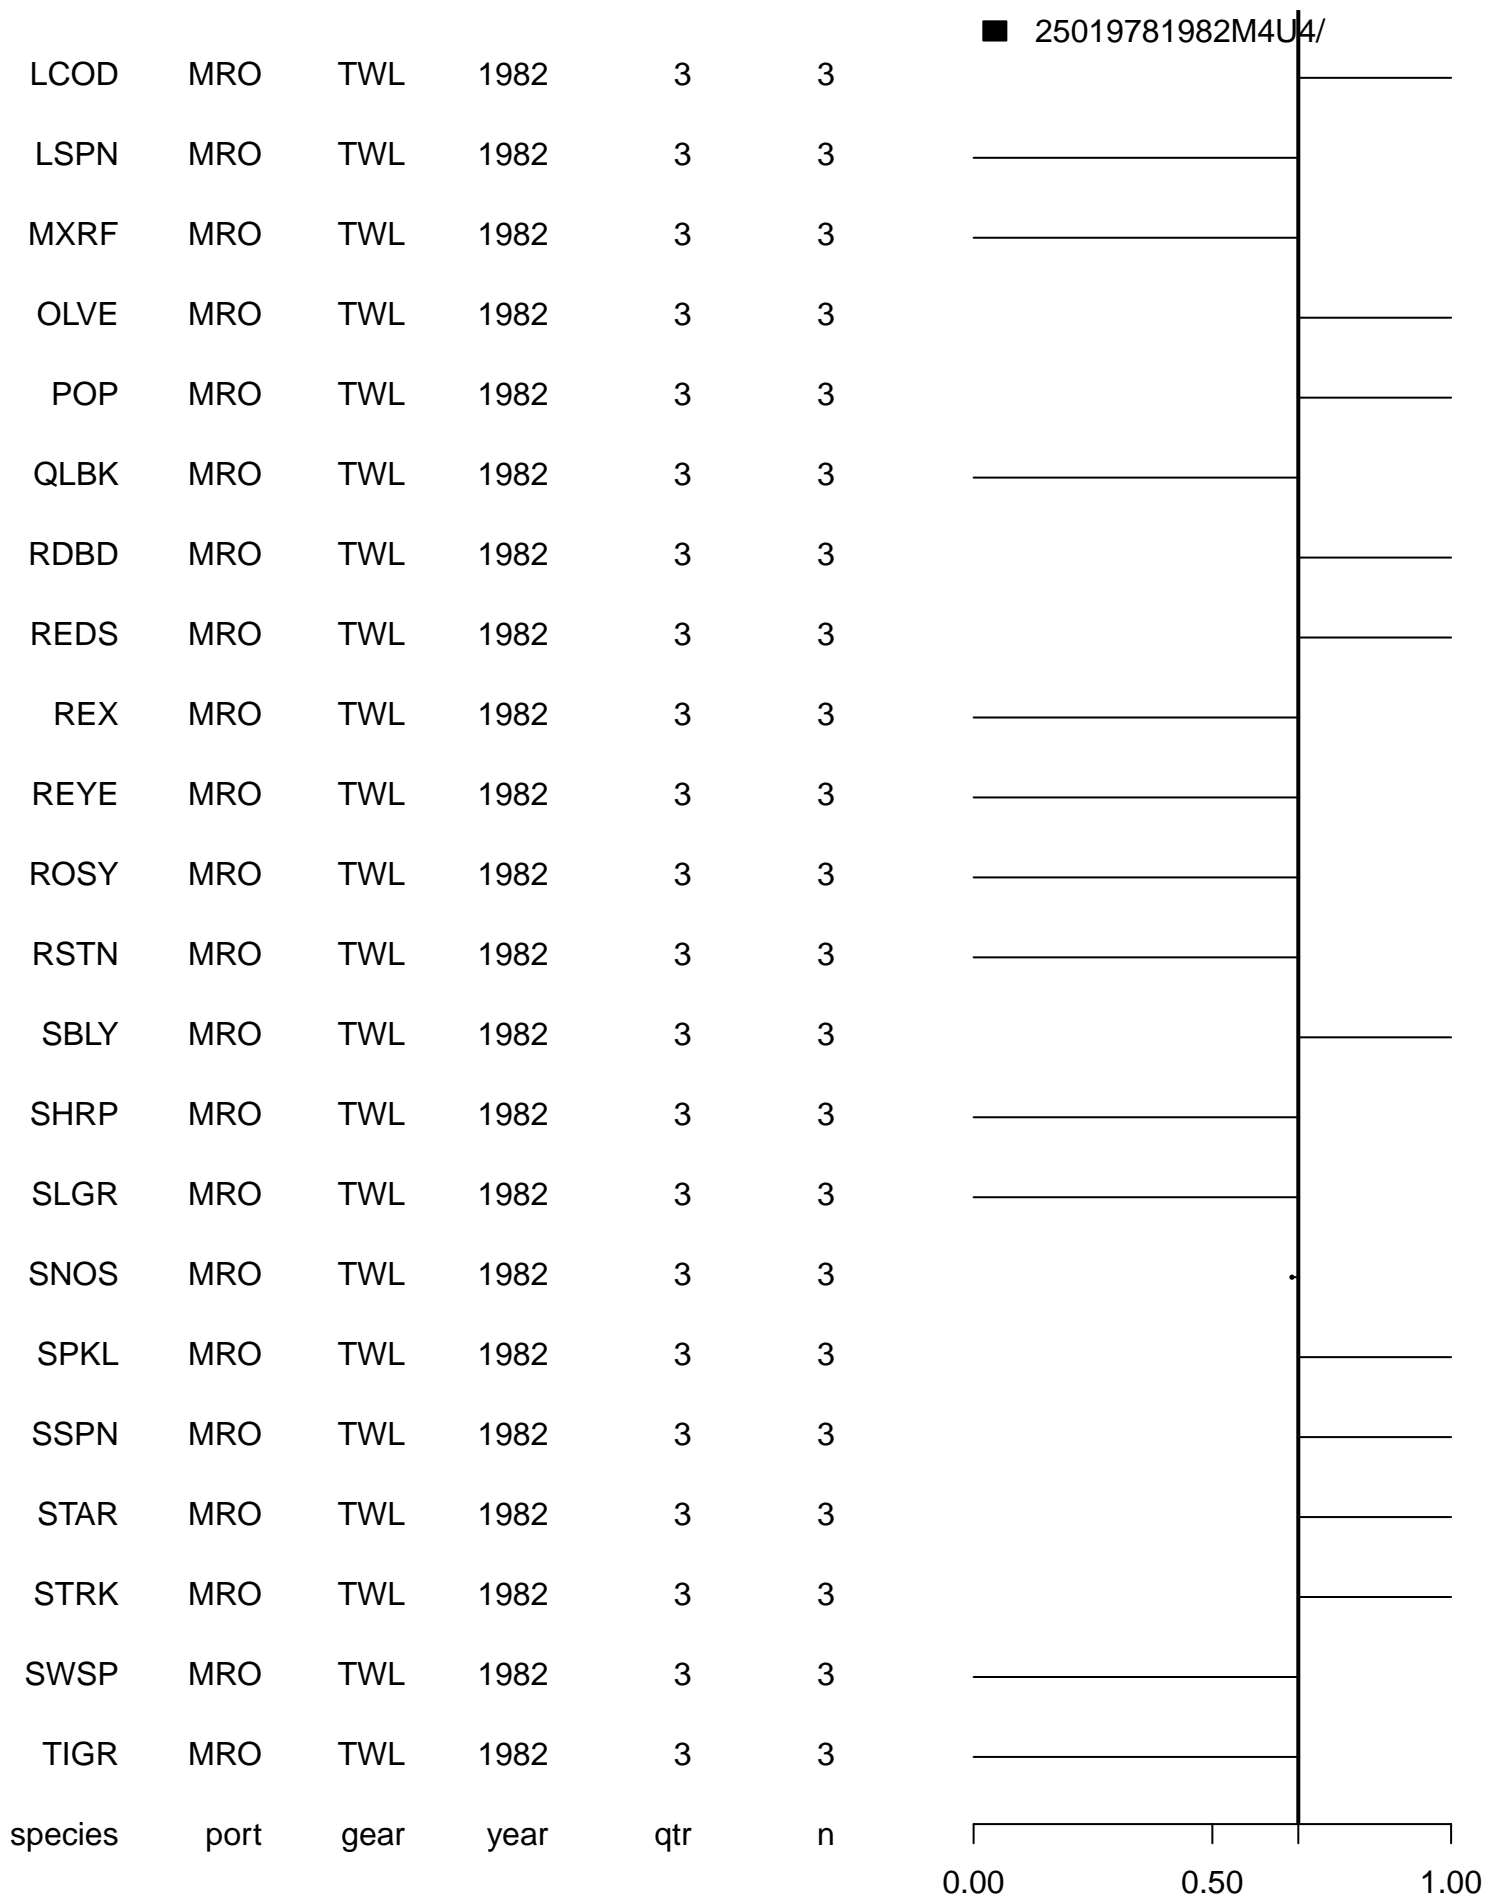 25019781982M4U4/
LCOD MRO TWL 1982 3 3
LSPN MRO TWL 1982 3 3
MXRF MRO TWL 1982 3 3
OLVE MRO TWL 1982 3 3
POP MRO TWL 1982 3 3
QLBK MRO TWL 1982 3 3
RDBD MRO TWL 1982 3 3
REDS MRO TWL 1982 3 3
REX MRO TWL 1982 3 3
REYE MRO TWL 1982 3 3
ROSY MRO TWL 1982 3 3
RSTN MRO TWL 1982 3 3
SBLY MRO TWL 1982 3 3
SHRP MRO TWL 1982 3 3
SLGR MRO TWL 1982 3 3
SNOS MRO TWL 1982 3 3
SPKL MRO TWL 1982 3 3
SSPN MRO TWL 1982 3 3
STAR MRO TWL 1982 3 3
STRK MRO TWL 1982 3 3
SWSP MRO TWL 1982 3 3
TIGR MRO TWL 1982 3 3
species port gear year qtr n
0.00 0.50 1.00